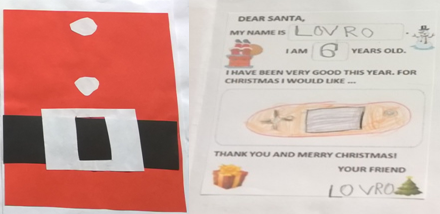 DEAR SANTA,
MY NAME IS LOVRO
I AM 6 YEARS OLD.
I HAVE BEEN VERY GOOD THIS YEAR. FOR
CHRISTMAS I WOULD LIKE ...
THANK YOU AND MERRY CHRISTMAS!
YOUR FRIEND
LOVRO